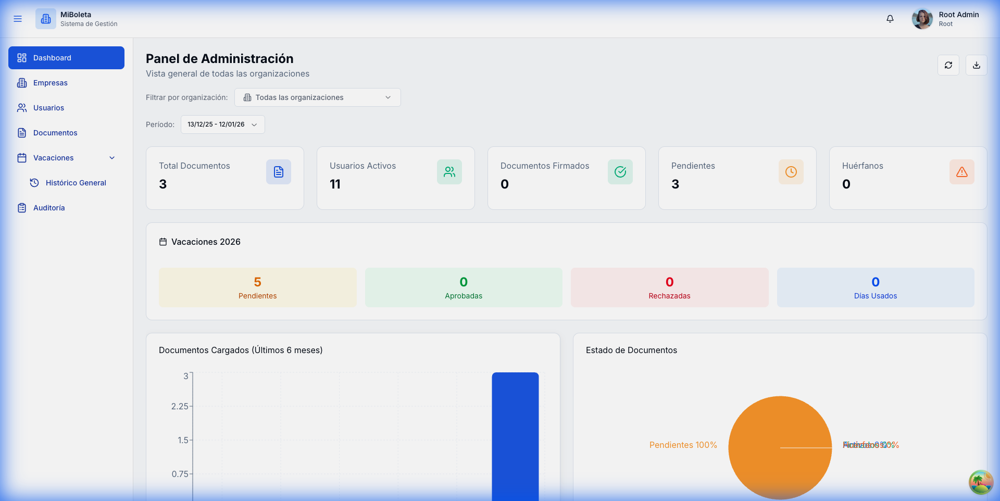 MiBoleta
Sistema de Gestión
Root Admin
Root
Dashboard
Empresas
Usuarios
Documentos
Vacaciones
Histórico General
Auditoría
Panel de Administración
Vista general de todas las organizaciones
Filtrar por organización:
Todas las organizaciones
Período:
13/12/25 - 12/01/26
Total Documentos
3
Usuarios Activos
11
Documentos Firmados
0
Pendientes
3
Huérfanos
0
Vacaciones 2026
5
Pendientes
0
Aprobadas
0
Rechazadas
0
Días Usados
Documentos Cargados (Últimos 6 meses)
3
2.25
1.5
0.75
Estado de Documentos
Pendientes 100%